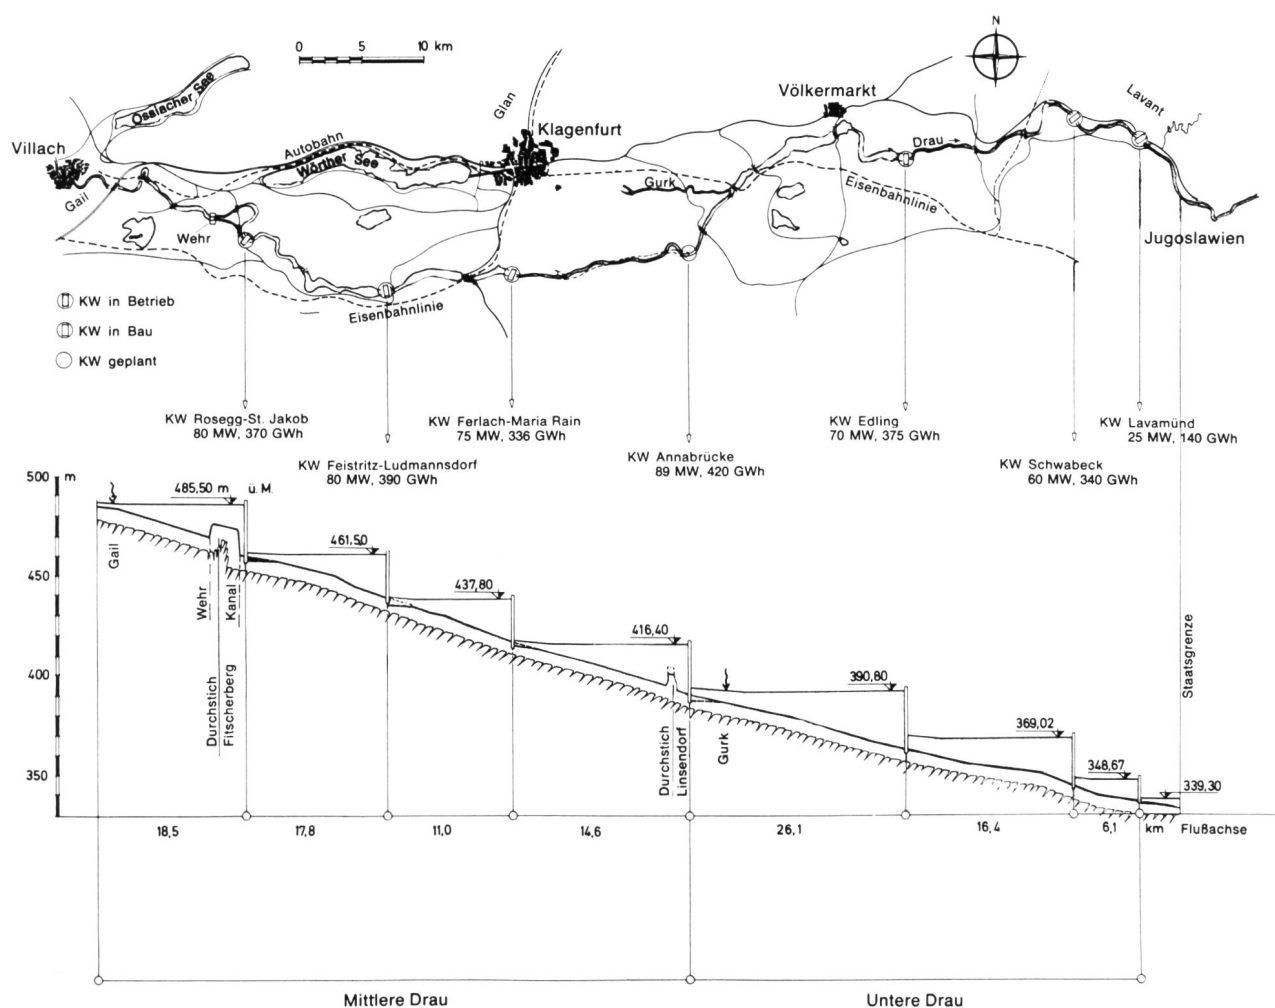 N
0 5 10 km
Ossiacher See
Villach
Glan
Klagenfurt
Völkermarkt
Lavant
Autobahn
Wörther See
Drau →
Gail
Gurk
Eisenbahnlinie
Wehr
Jugoslawien
KW in Betrieb
KW in Bau
KW geplant
Eisenbahnlinie
KW Rosegg-St. Jakob
80 MW, 370 GWh
KW Ferlach-Maria Rain
75 MW, 336 GWh
KW Edling
70 MW, 375 GWh
KW Lavamünd
25 MW, 140 GWh
KW Feistritz-Ludmannsdorf
80 MW, 390 GWh
KW Annabrücke
89 MW, 420 GWh
KW Schwabeck
60 MW, 340 GWh
500 m
485,50 m ü. M.
461,50
437,80
416,40
390,80
369,02
348,67
339,30
450
400
350
Gail
Wehr
Kanal
Durchstich
Fitscherberg
Durchstich
Linsendorf
Gurk
Staatsgrenze
18,5 17,8 11,0 14,6 26,1 16,4 6,1 km Flußachse
Mittlere Drau Untere Drau